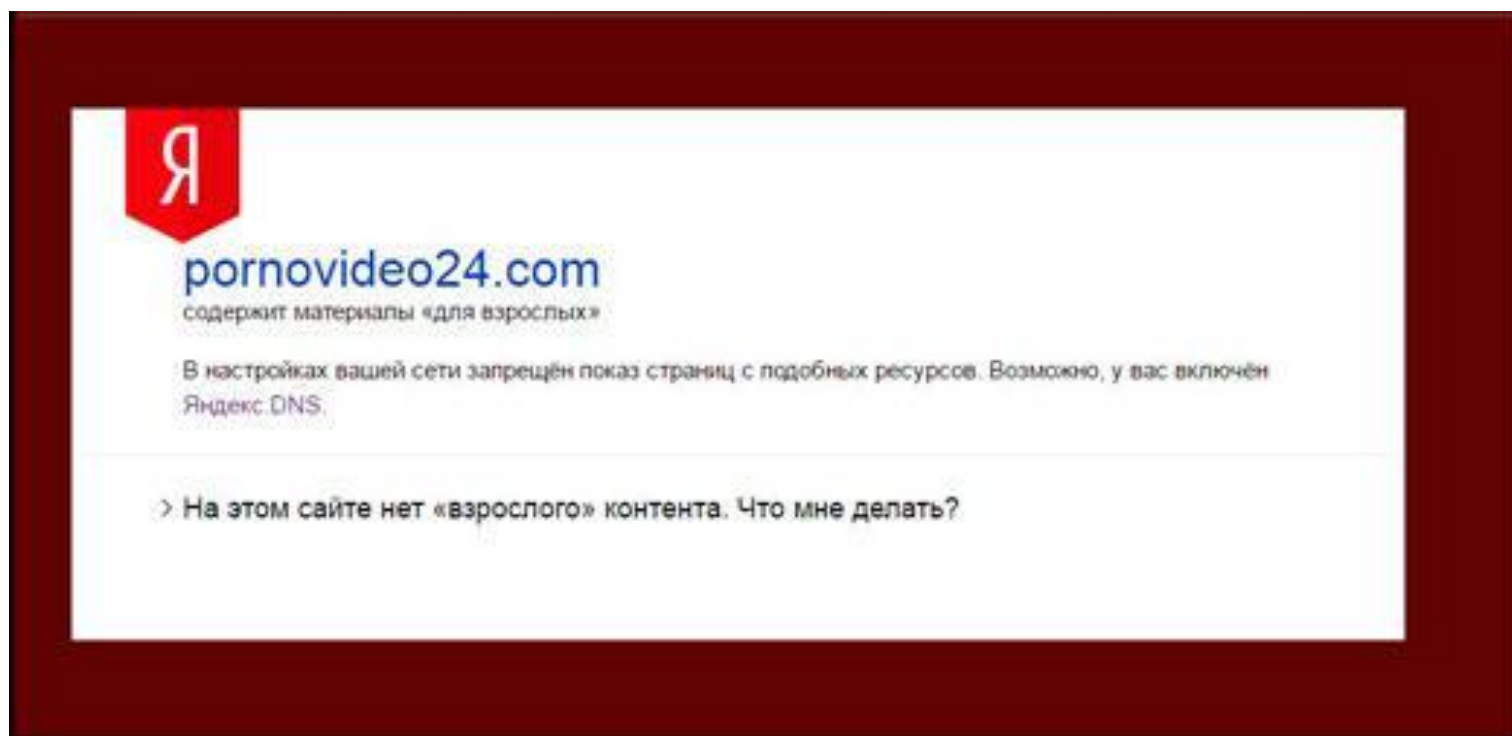 Я
pornovideo24.com
содержит материалы «для взрослых»
В настройках вашей сети запрещён показ страниц с подобных ресурсов. Возможно, у вас включён
Яндекс.DNS.
> На этом сайте нет «взрослого» контента. Что мне делать?